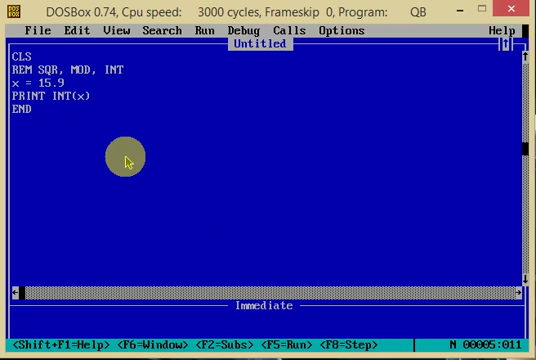 DOSBox 0.74, Cpu speed: 3000 cycles, Frameskip 0, Program: QB
File Edit View Search Run Debug Calls Options Help
Untitled
CLS
REM SQR, MOD, INT
x = 15.9
PRINT INT(x)
END
Immediate
<Shift+F1=Help> <F6=Window> <F2=Subs> <F5=Run> <F8=Step> N 00005:011